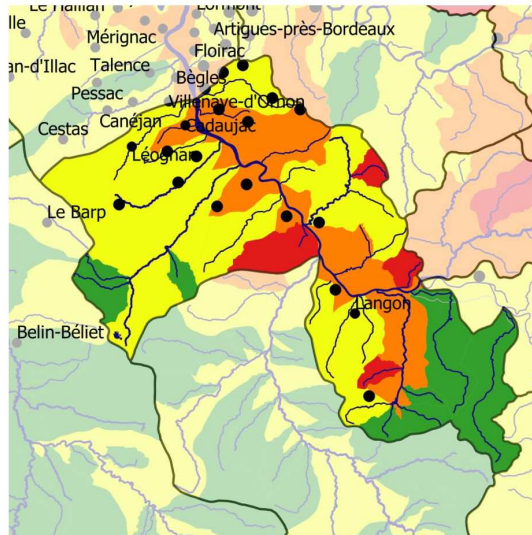 Le Haillan
Lormont
lle
Mérignac
Artigues-près-Bordeaux
Floirac
an-d'Illac
Talence
Bègles
Pessac
Villenave-d'Ornon
Canéjan
Cadaujac
Cestas
Léognan
Le Barp
Langon
Belin-Béliet